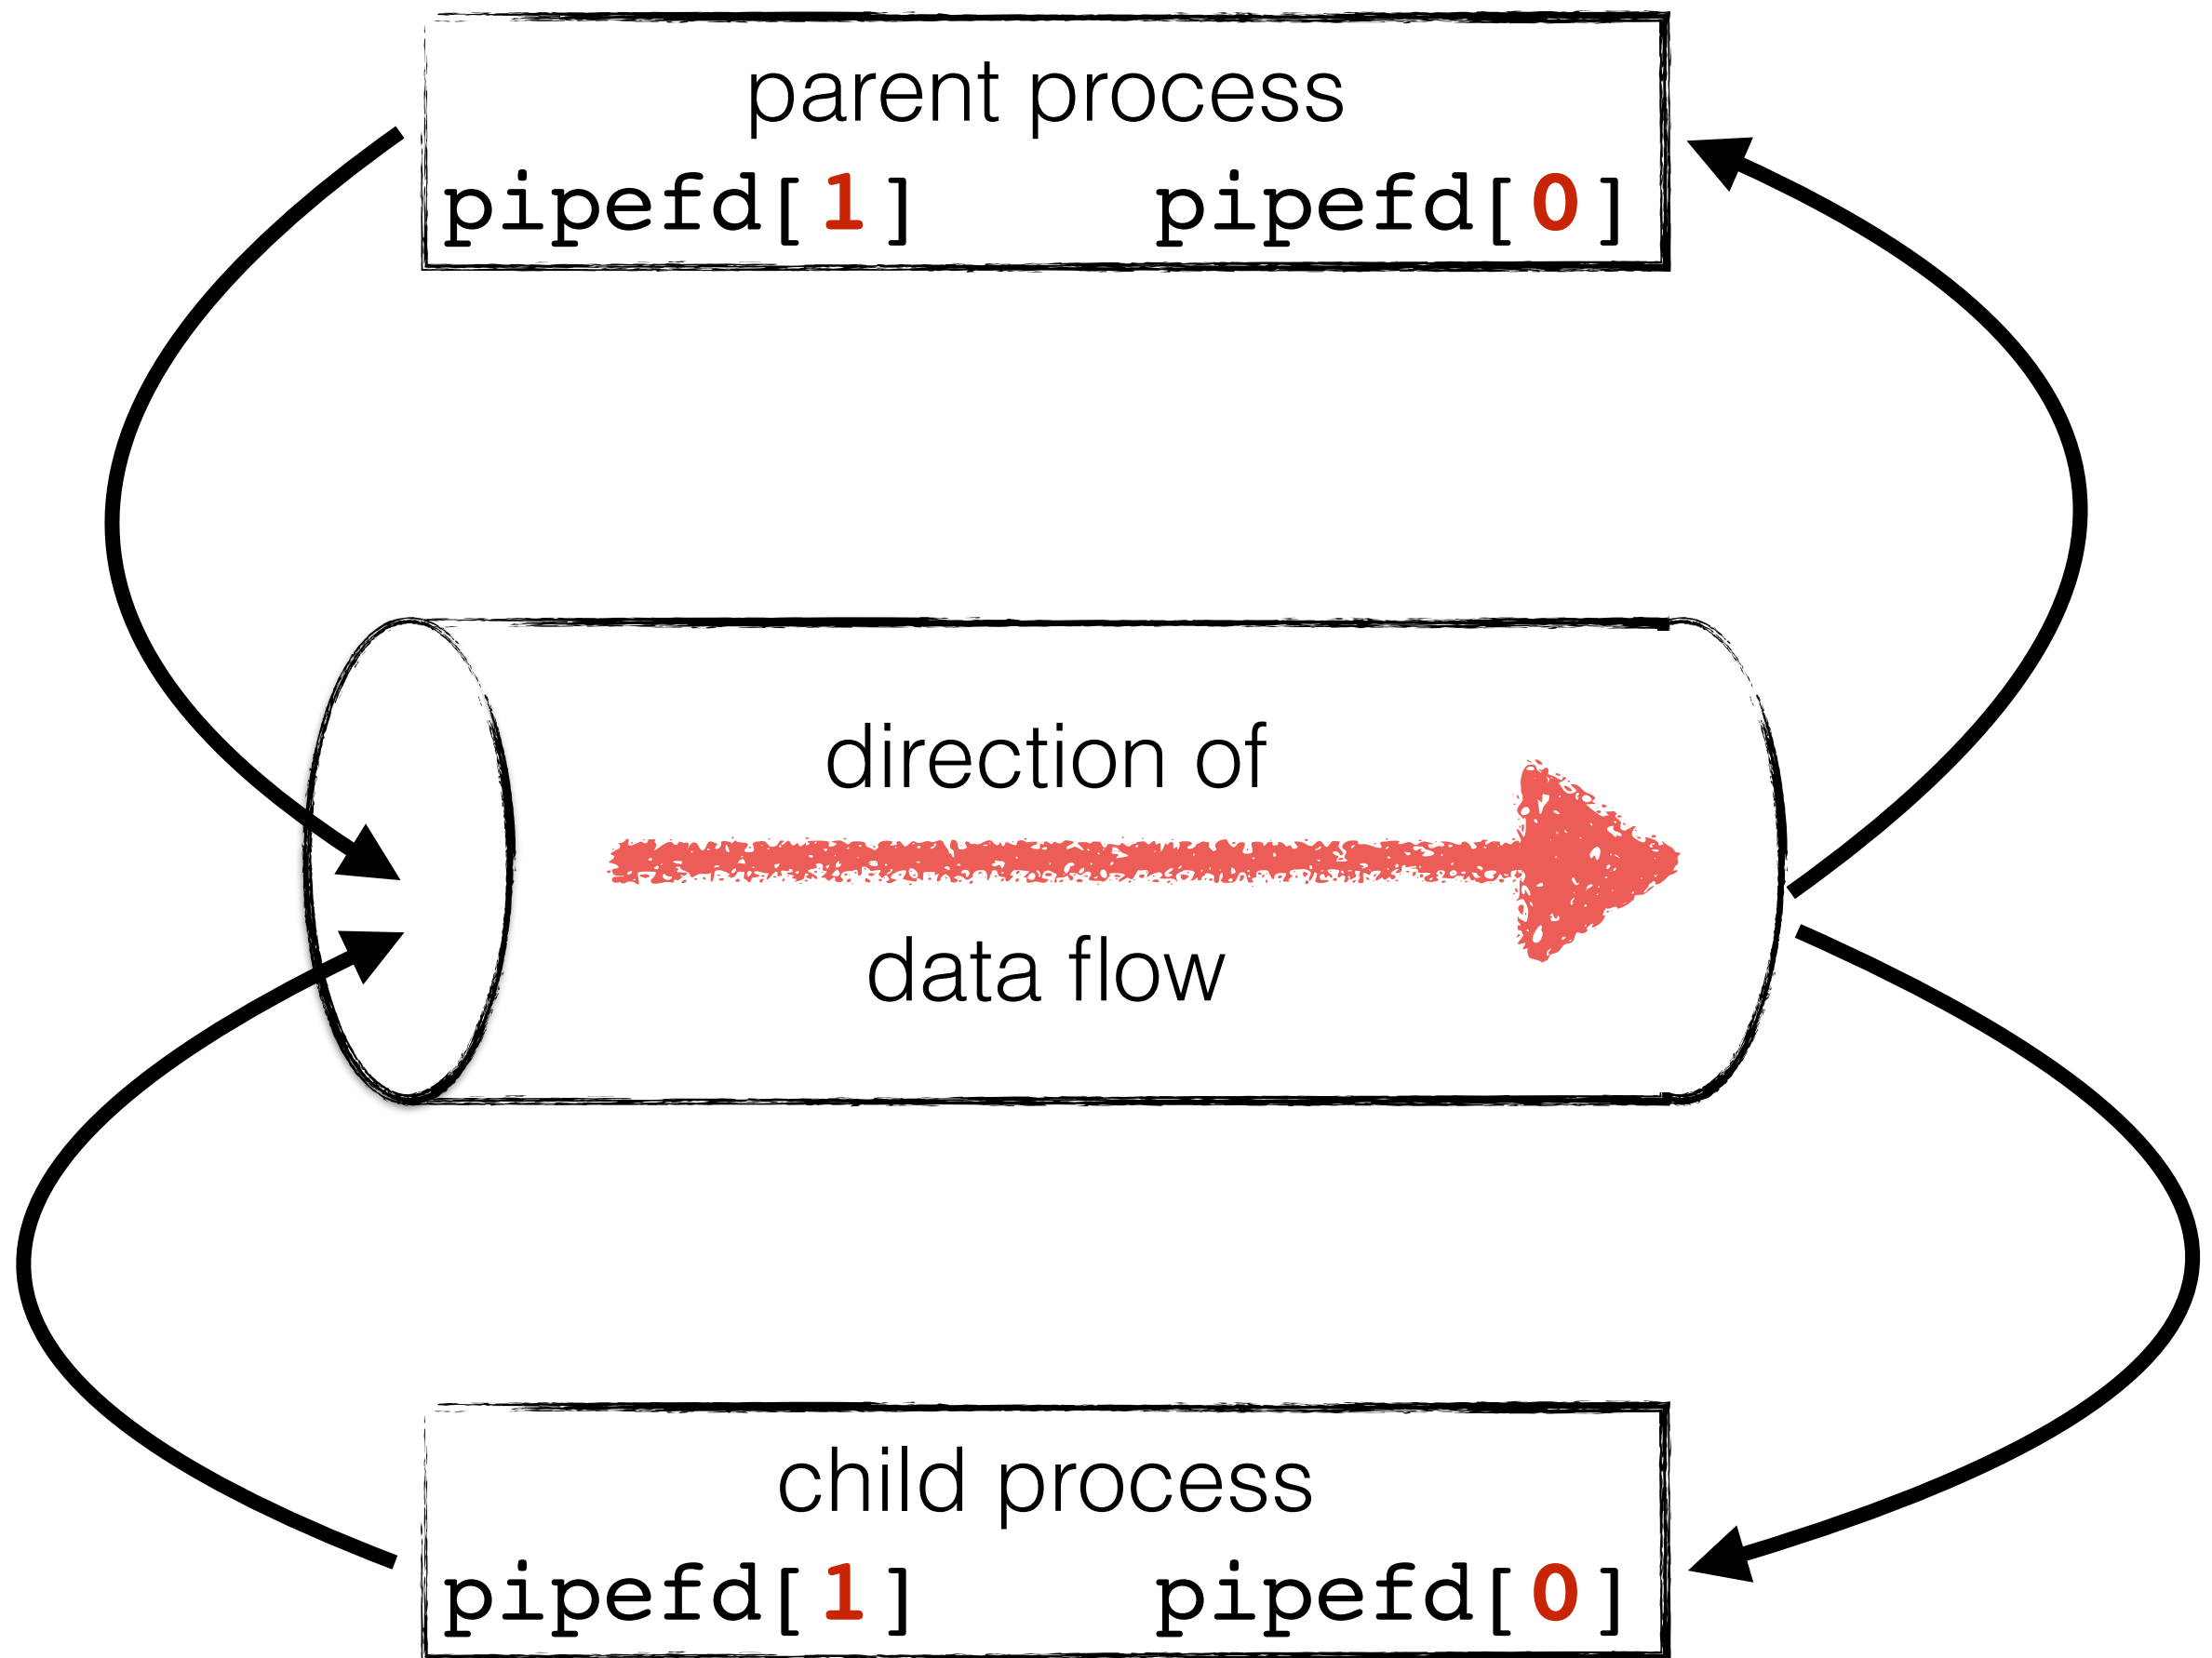 parent process
pipefd[1] pipefd[0]
direction of
data flow
child process
pipefd[1] pipefd[0]